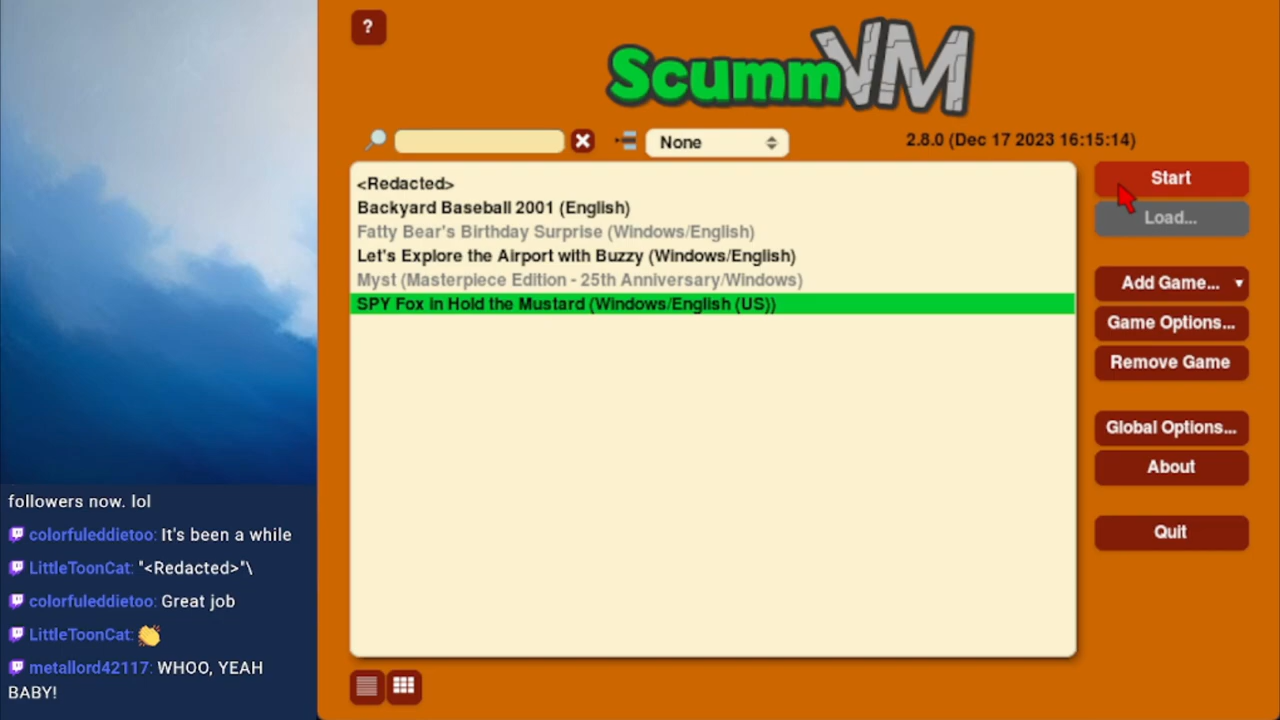 ?
ScummVM
None
2.8.0 (Dec 17 2023 16:15:14)
<Redacted>
Backyard Baseball 2001 (English)
Fatty Bear's Birthday Surprise (Windows/English)
Let's Explore the Airport with Buzzy (Windows/English)
Myst (Masterpiece Edition - 25th Anniversary/Windows)
SPY Fox in Hold the Mustard (Windows/English (US))
Start
Load...
Add Game...
Game Options...
Remove Game
Global Options...
About
Quit
followers now. lol
colorfuleddietoo: It's been a while
LittleToonCat: "<Redacted>"\
colorfuleddietoo: Great job
LittleToonCat: 👏
metallord42117: WHOO, YEAH
BABY!